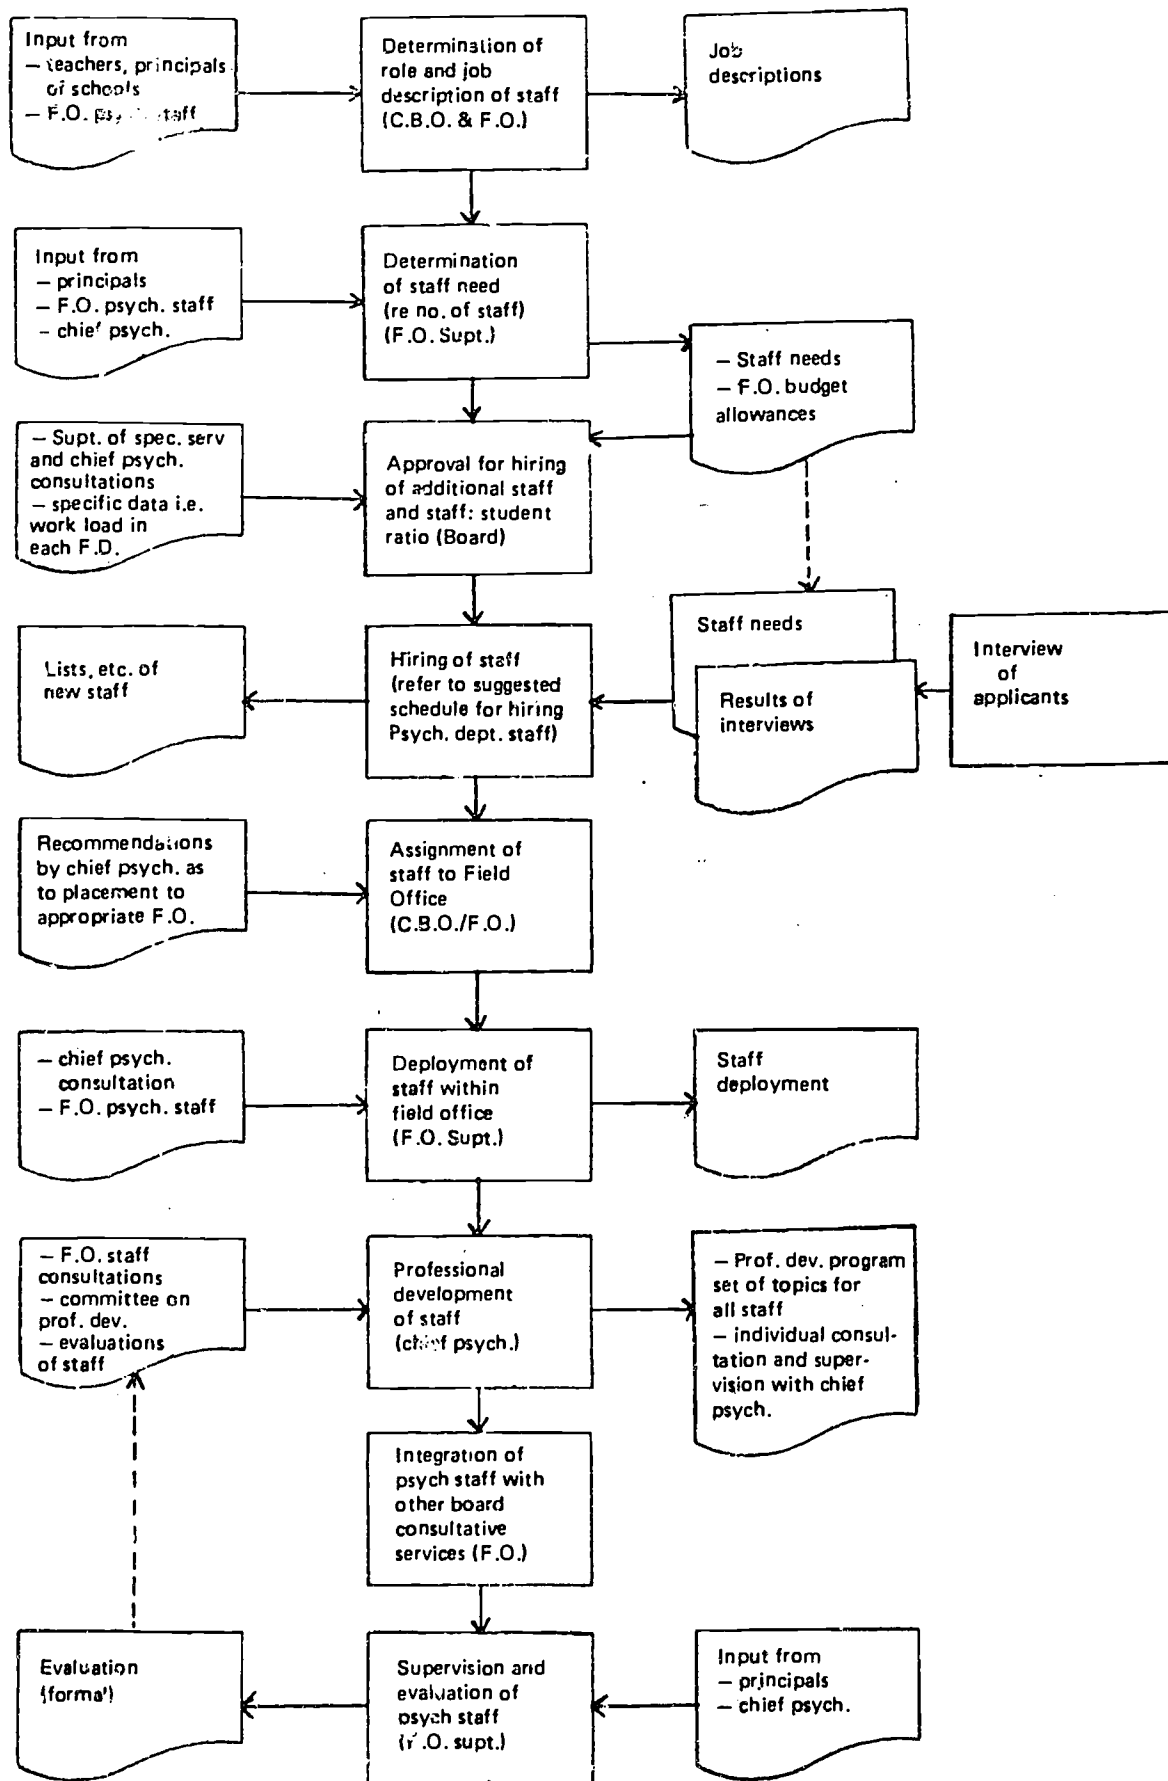 Input from
— teachers, principals
of schools
— F.O. psych. staff
Determination of
role and job
description of staff
(C.B.O. & F.O.)
Job
descriptions
Input from
— principals
— F.O. psych. staff
— chief psych.
Determination
of staff need
(re no. of staff)
(F.O. Supt.)
— Staff needs
— F.O. budget
allowances
— Supt. of spec. serv
and chief psych.
consultations
— specific data i.e.
work load in
each F.D.
Approval for hiring
of additional staff
and staff: student
ratio (Board)
Lists, etc. of
new staff
Hiring of staff
(refer to suggested
schedule for hiring
Psych. dept. staff)
Staff needs
Results of
interviews
Interview
of
applicants
Recommendations
by chief psych. as
to placement to
appropriate F.O.
Assignment of
staff to Field
Office
(C.B.O./F.O.)
— chief psych.
consultation
— F.O. psych. staff
Deployment of
staff within
field office
(F.O. Supt.)
Staff
deployment
— F.O. staff
consultations
— committee on
prof. dev.
— evaluations
of staff
Professional
development
of staff
(chief psych.)
— Prof. dev. program
set of topics for
all staff
— individual consul-
tation and super-
vision with chief
psych.
Integration of
psych staff with
other board
consultative
services (F.O.)
Evaluation
(formal)
Supervision and
evaluation of
psych staff
(F.O. supt.)
Input from
— principals
— chief psych.